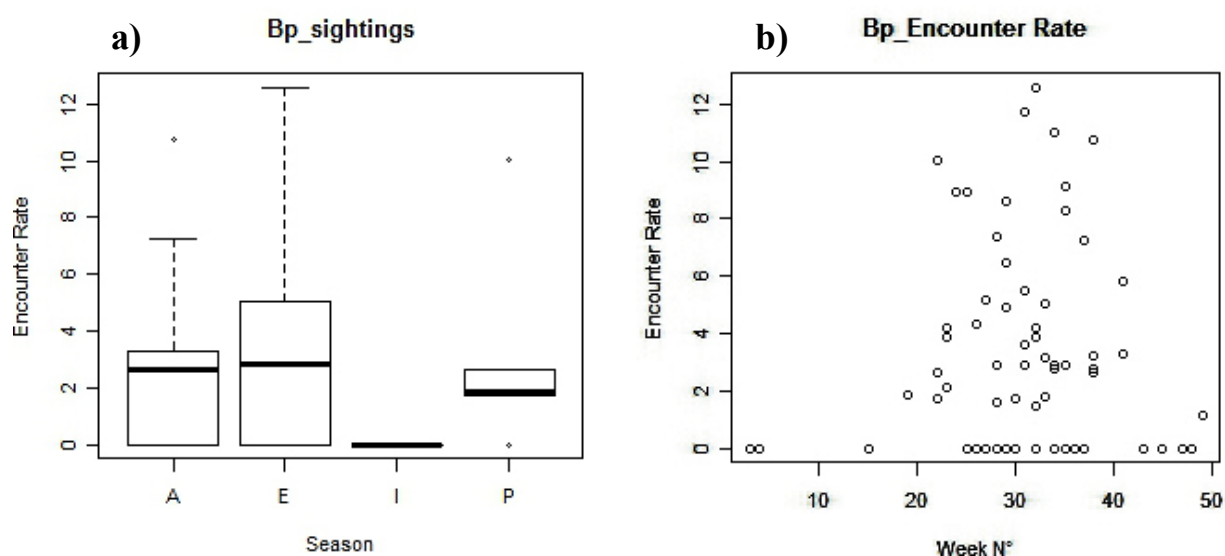 a)
Bp_sightings
Encounter Rate
12
10
8
6
4
2
0
A E I P
Season
b)
Bp_Encounter Rate
Encounter Rate
12
10
8
6
4
2
0
10 20 30 40 50
Week N°